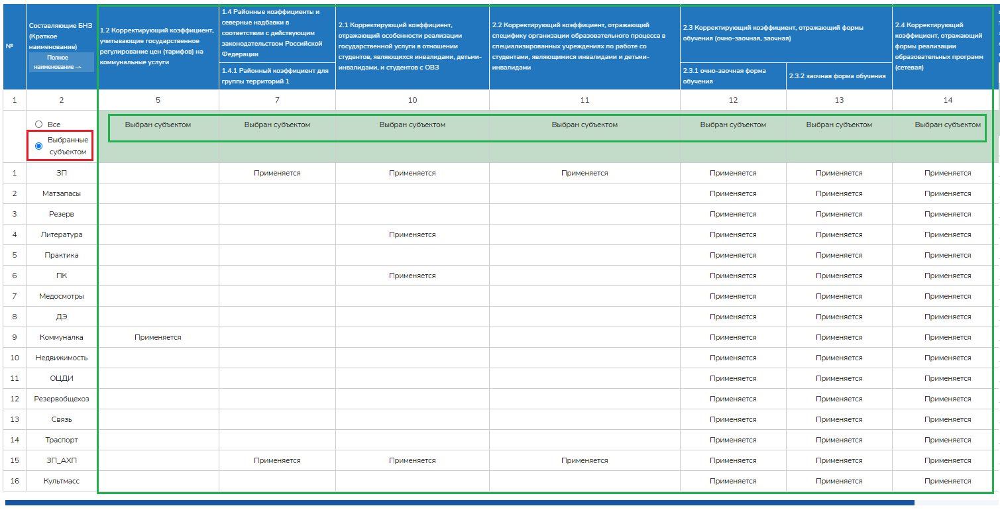 №
Составляющие БНЗ
(Краткое
наименование)
Полное
наименование →
1.2 Корректирующий коэффициент,
учитывающие государственное
регулирование цен (тарифов) на
коммунальные услуги
1.4 Районные коэффициенты и
северные надбавки в
соответствии с действующим
законодательством Российской
Федерации
1.4.1 Районный коэффициент для
группы территорий 1
2.1 Корректирующий коэффициент,
отражающий особенности реализации
государственной услуги в отношении
студентов, являющихся инвалидами, детьми-
инвалидами, и студентов с ОВЗ
2.2 Корректирующий коэффициент, отражающий
специфику организации образовательного процесса в
специализированных учреждениях по работе со
студентами, являющимися инвалидами и детьми-
инвалидами
2.3 Корректирующий коэффициент, отражающий формы
обучения (очно-заочная, заочная)
2.3.1 очно-заочная форма
обучения
2.3.2 заочная форма обучения
2.4 Корректирующий
коэффициент, отражающий
формы реализации
образовательных программ
(сетевая)
1 2 5 7 10 11 12 13 14
Все
Выбранные
субъектом
Выбран субъектом Выбран субъектом Выбран субъектом Выбран субъектом Выбран субъектом Выбран субъектом Выбран субъектом
1 ЗП Применяется Применяется Применяется Применяется Применяется Применяется
2 Матзапасы Применяется Применяется Применяется
3 Резерв Применяется Применяется Применяется
4 Литература Применяется Применяется Применяется Применяется
5 Практика Применяется Применяется Применяется
6 ПК Применяется Применяется Применяется Применяется
7 Медосмотры Применяется Применяется Применяется
8 ДЭ Применяется Применяется Применяется
9 Коммуналка Применяется Применяется Применяется Применяется
10 Недвижимость Применяется Применяется Применяется
11 ОЦДИ Применяется Применяется Применяется
12 Резервобщехоз Применяется Применяется Применяется
13 Связь Применяется Применяется Применяется
14 Траспорт Применяется Применяется Применяется
15 ЗП_АХП Применяется Применяется Применяется Применяется Применяется Применяется
16 Культмасс Применяется Применяется Применяется